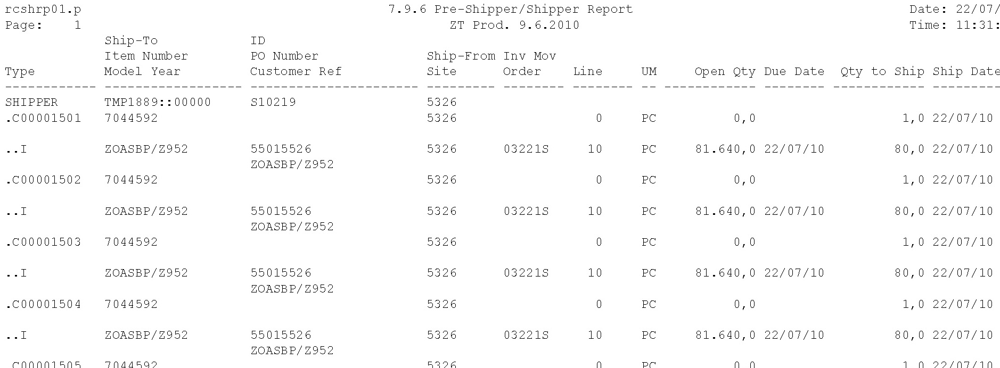 rcshrp01.p 7.9.6 Pre-Shipper/Shipper Report Date: 22/07/
Page: 1 ZT Prod. 9.6.2010 Time: 11:31:
Ship-To ID
Item Number PO Number Ship-From Inv Mov
Type Model Year Customer Ref Site Order Line UM Open Qty Due Date Qty to Ship Ship Date
------------ ------------------ ---------------------- --------- -------- -------- -- ------------ -------- ------------ ---------
SHIPPER TMP1889::00000 S10219 5326
.C00001501 7044592 5326 0 PC 0,0 1,0 22/07/10
..I ZOASBP/Z952 55015526 5326 03221S 10 PC 81.640,0 22/07/10 80,0 22/07/10
ZOASBP/Z952
.C00001502 7044592 5326 0 PC 0,0 1,0 22/07/10
..I ZOASBP/Z952 55015526 5326 03221S 10 PC 81.640,0 22/07/10 80,0 22/07/10
ZOASBP/Z952
.C00001503 7044592 5326 0 PC 0,0 1,0 22/07/10
..I ZOASBP/Z952 55015526 5326 03221S 10 PC 81.640,0 22/07/10 80,0 22/07/10
ZOASBP/Z952
.C00001504 7044592 5326 0 PC 0,0 1,0 22/07/10
..I ZOASBP/Z952 55015526 5326 03221S 10 PC 81.640,0 22/07/10 80,0 22/07/10
ZOASBP/Z952
.C00001505 7044592 5326 0 PC 0,0 1,0 22/07/10